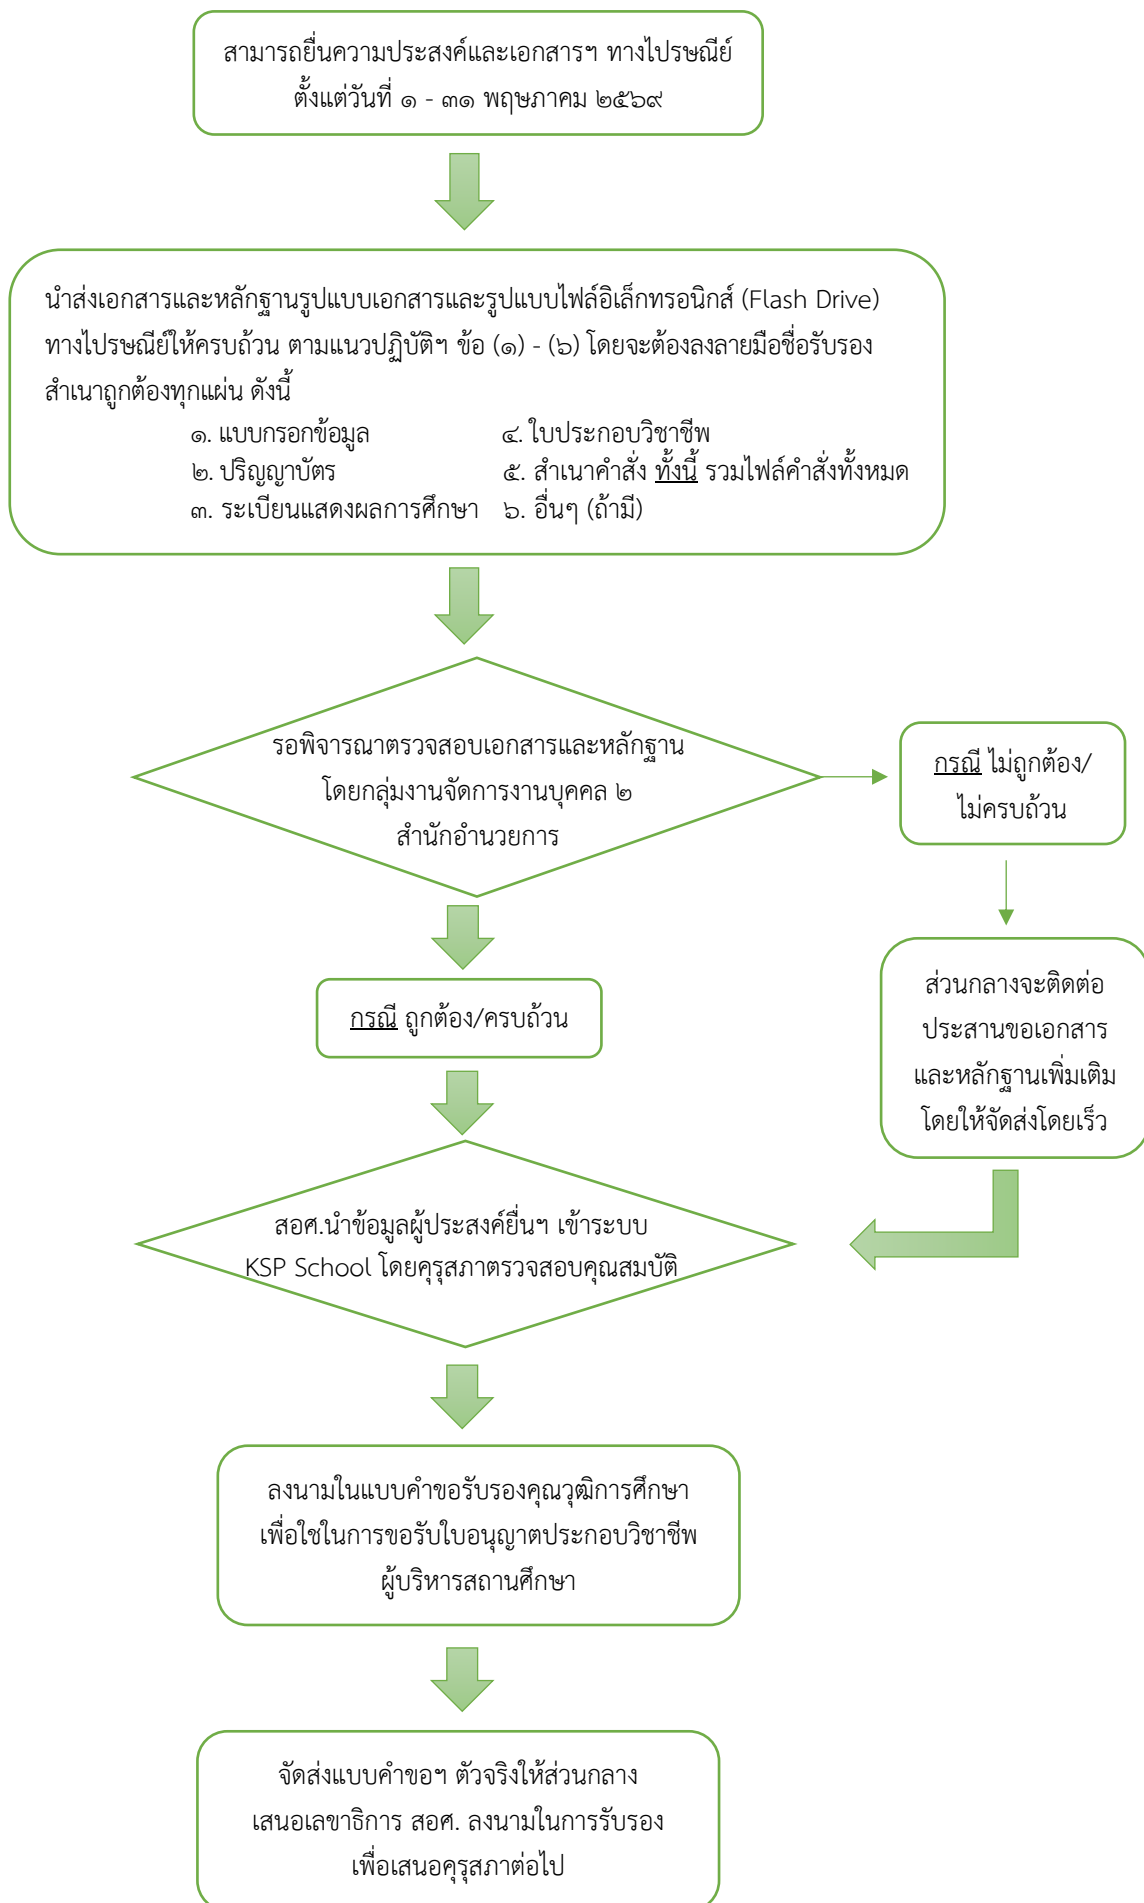 สามารถยื่นความประสงค์และเอกสารฯ ทางไปรษณีย์
ตั้งแต่วันที่ ๑ - ๓๑ พฤษภาคม ๒๕๖๙
นำส่งเอกสารและหลักฐานรูปแบบเอกสารและรูปแบบไฟล์อิเล็กทรอนิกส์ (Flash Drive)
ทางไปรษณีย์ให้ครบถ้วน ตามแนวปฏิบัติฯ ข้อ (๑) - (๖) โดยจะต้องลงลายมือชื่อรับรอง
สำเนาถูกต้องทุกแผ่น ดังนี้
๑. แบบกรอกข้อมูล
๒. ปริญญาบัตร
๓. ระเบียนแสดงผลการศึกษา
๔. ใบประกอบวิชาชีพ
๕. สำเนาคำสั่ง ทั้งนี้ รวมไฟล์คำสั่งทั้งหมด
๖. อื่นๆ (ถ้ามี)
รอพิจารณาตรวจสอบเอกสารและหลักฐาน
โดยกลุ่มงานจัดการงานบุคคล ๒
สำนักอำนวยการ
กรณี ไม่ถูกต้อง/
ไม่ครบถ้วน
กรณี ถูกต้อง/ครบถ้วน
ส่วนกลางจะติดต่อ
ประสานขอเอกสาร
และหลักฐานเพิ่มเติม
โดยให้จัดส่งโดยเร็ว
สอศ.นำข้อมูลผู้ประสงค์ยื่นฯ เข้าระบบ
KSP School โดยคุรุสภาตรวจสอบคุณสมบัติ
ลงนามในแบบคำขอรับรองคุณวุฒิการศึกษา
เพื่อใช้ในการขอรับใบอนุญาตประกอบวิชาชีพ
ผู้บริหารสถานศึกษา
จัดส่งแบบคำขอฯ ตัวจริงให้ส่วนกลาง
เสนอเลขาธิการ สอศ. ลงนามในการรับรอง
เพื่อเสนอคุรุสภาต่อไป